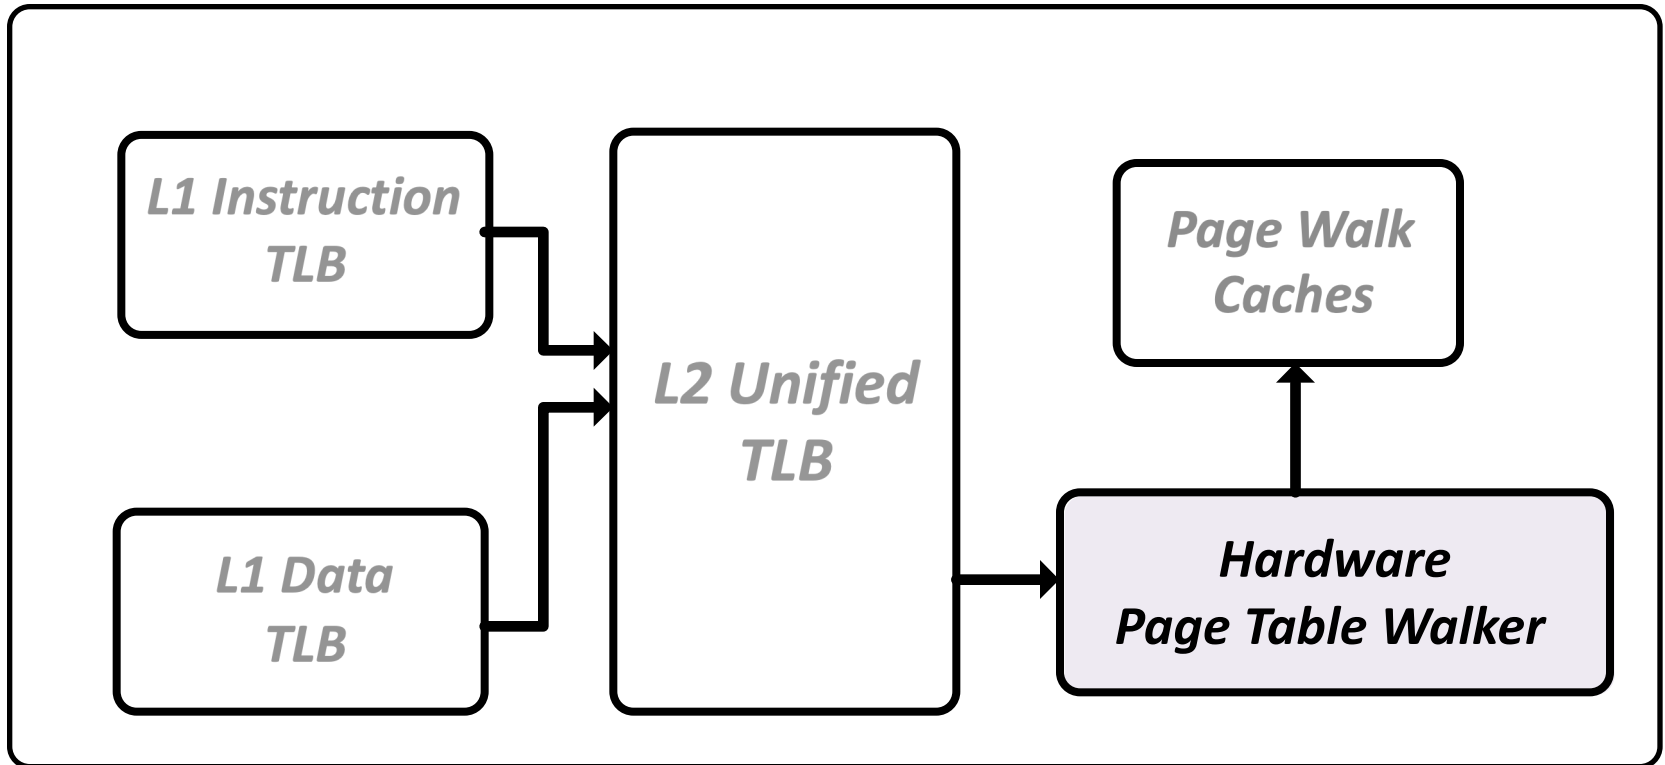 L1 Instruction
TLB
L1 Data
TLB
L2 Unified
TLB
Page Walk
Caches
Hardware
Page Table Walker